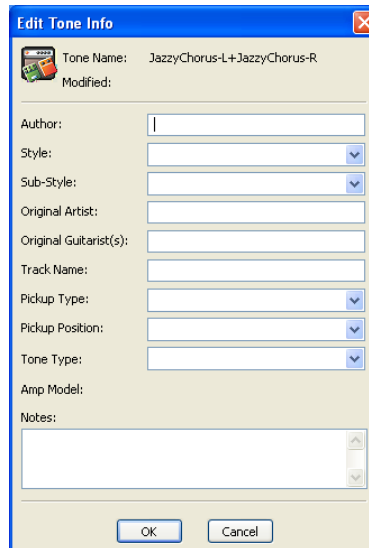 Edit Tone Info
Tone Name: JazzyChorus-L+JazzyChorus-R
Modified:
Author:
Style:
Sub-Style:
Original Artist:
Original Guitarist(s):
Track Name:
Pickup Type:
Pickup Position:
Tone Type:
Amp Model:
Notes:
OK Cancel